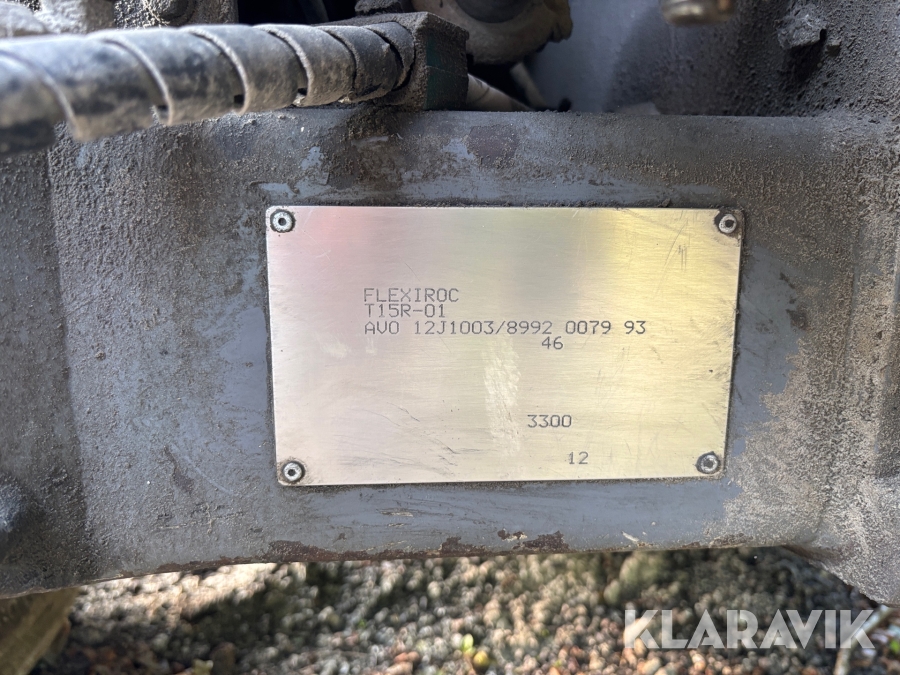 FLEXIROC
T15R-01
AVO 12J1003/8992 0079 93
46
3300
12
KLARAVIK